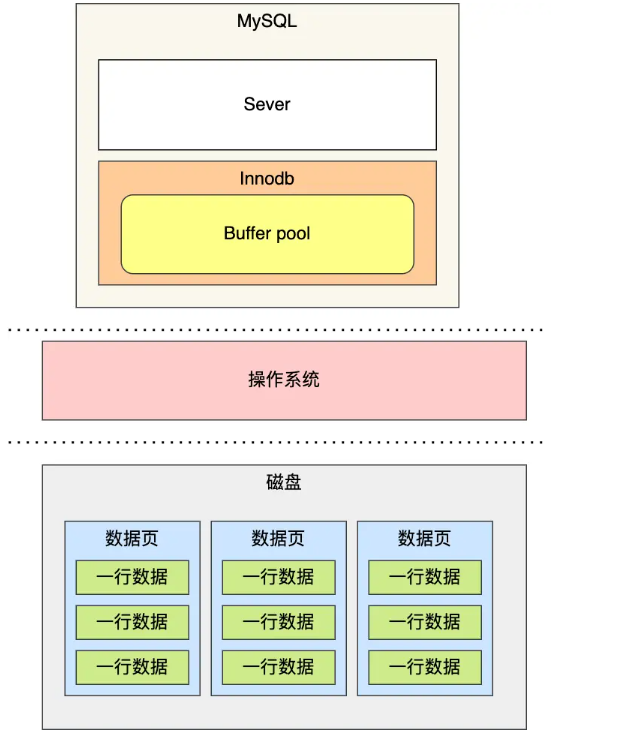 MySQL
Sever
Innodb
Buffer pool
操作系统
磁盘
数据页 数据页 数据页
一行数据 一行数据 一行数据
一行数据 一行数据 一行数据
一行数据 一行数据 一行数据